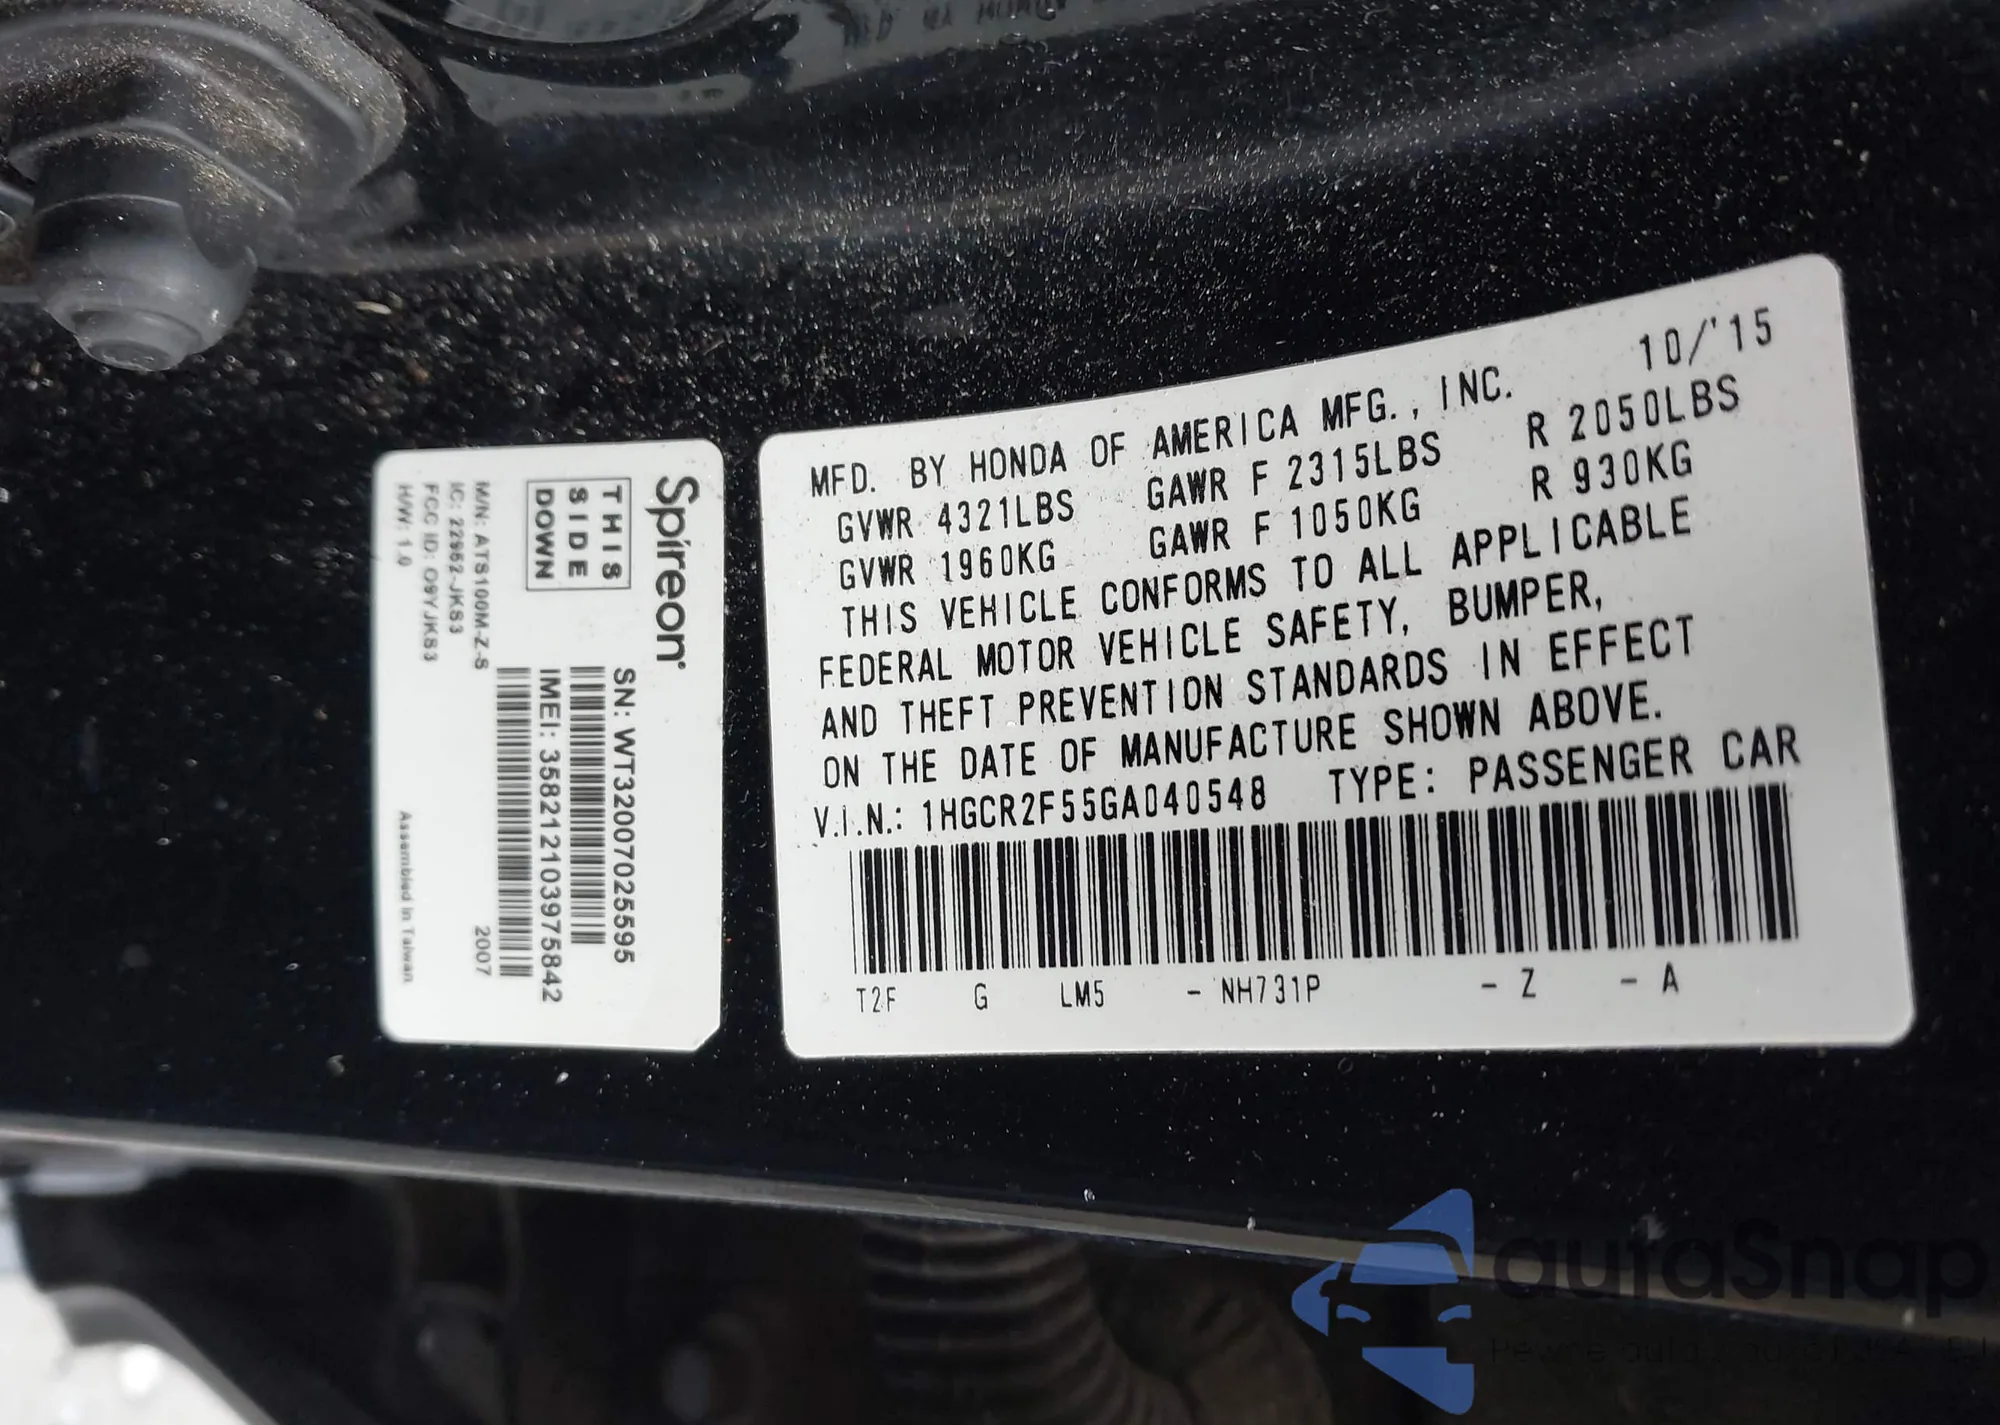 Spireon
THIS
SIDE
DOWN
SN: WT32007025595
IMEI: 358212103975842
M/N: ATS100M-Z-S
2007
IC: 22952-JK83
FCC ID: O9YJK83
H/W: 1.0
Assembled in Taiwan
10/'15
MFD. BY HONDA OF AMERICA MFG., INC.
GVWR 4321LBS GAWR F 2315LBS R 2050LBS
GVWR 1960KG GAWR F 1050KG R 930KG
THIS VEHICLE CONFORMS TO ALL APPLICABLE
FEDERAL MOTOR VEHICLE SAFETY, BUMPER,
AND THEFT PREVENTION STANDARDS IN EFFECT
ON THE DATE OF MANUFACTURE SHOWN ABOVE.
V.I.N.: 1HGCR2F55GA040548 TYPE: PASSENGER CAR
T2F G LM5 - NH731P - Z - A
autaSnap